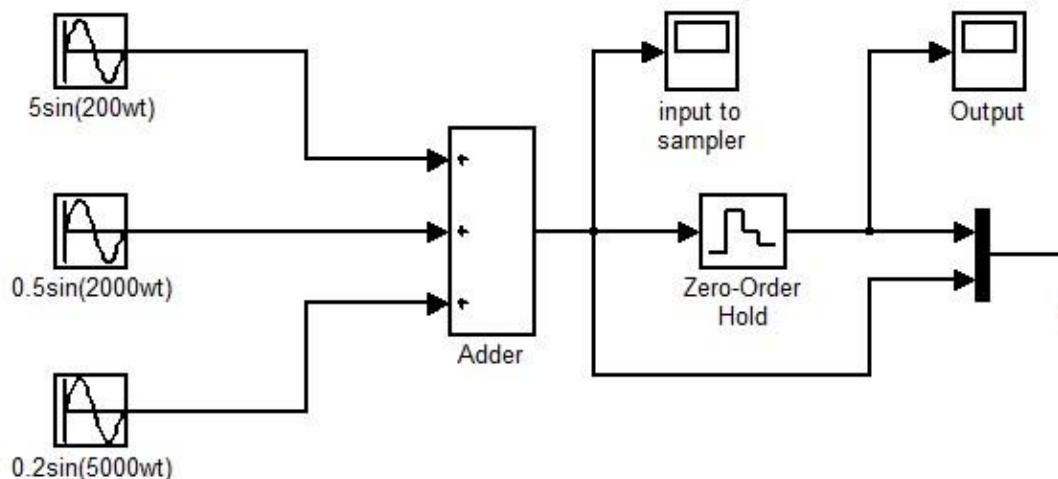 5sin(200wt)
input to
sampler
Output
0.5sin(2000wt)
Zero-Order
Hold
Adder
0.2sin(5000wt)